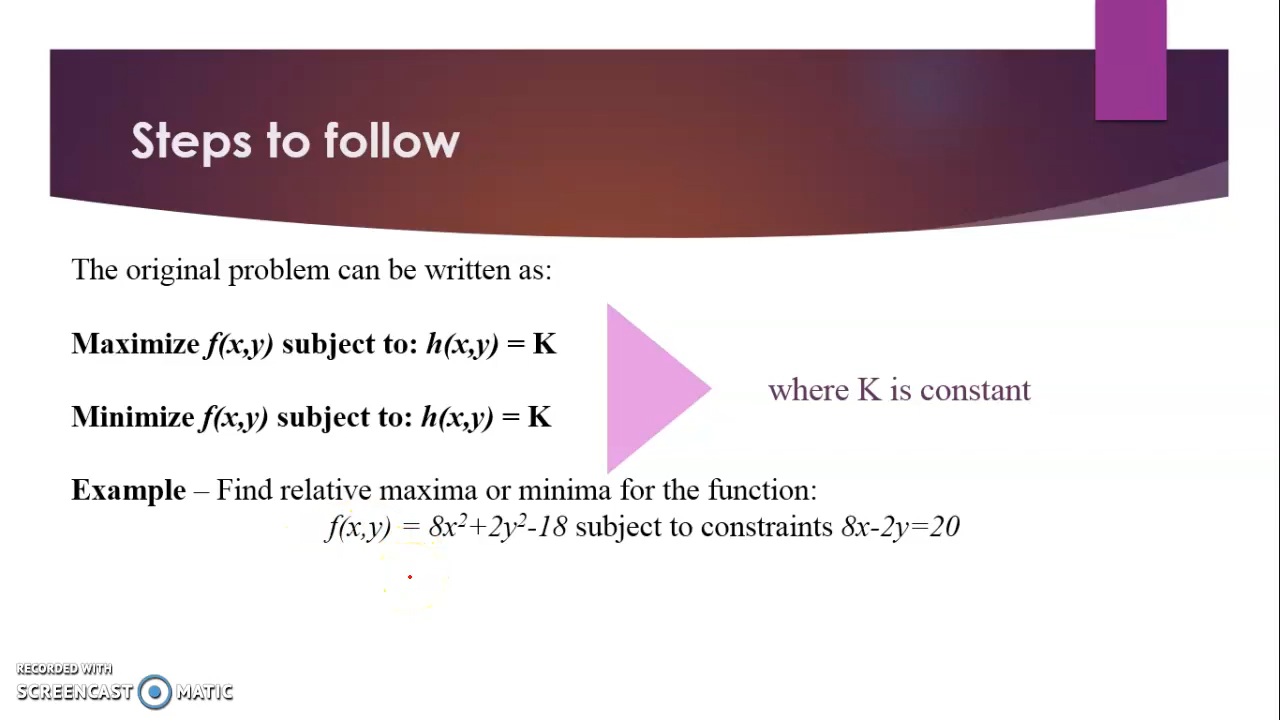 Steps to follow
The original problem can be written as:
Maximize f(x,y) subject to: h(x,y) = K
where K is constant
Minimize f(x,y) subject to: h(x,y) = K
Example – Find relative maxima or minima for the function:
f(x,y) = 8x²+2y²-18 subject to constraints 8x-2y=20
RECORDED WITH
SCREENCAST MATIC